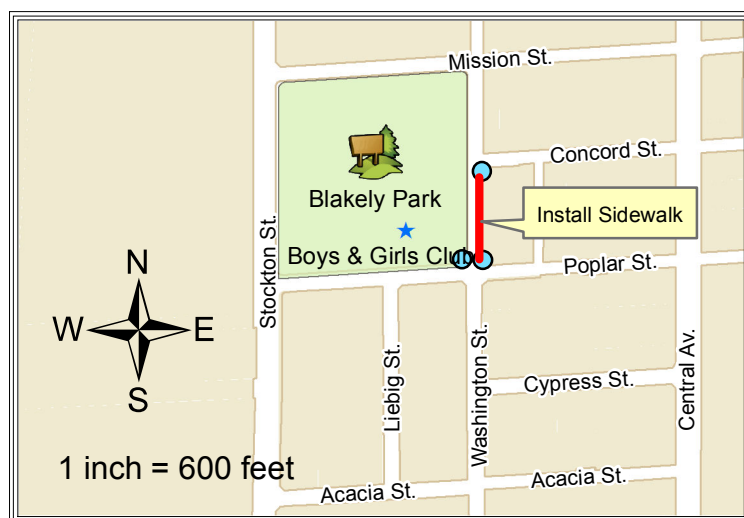 Mission St.
Concord St.
Blakely Park
Install Sidewalk
Stockton St.
Boys & Girls Club
Poplar St.
N
W
E
S
Liebig St.
Washington St.
Cypress St.
Central Av.
1 inch = 600 feet
Acacia St.
Acacia St.